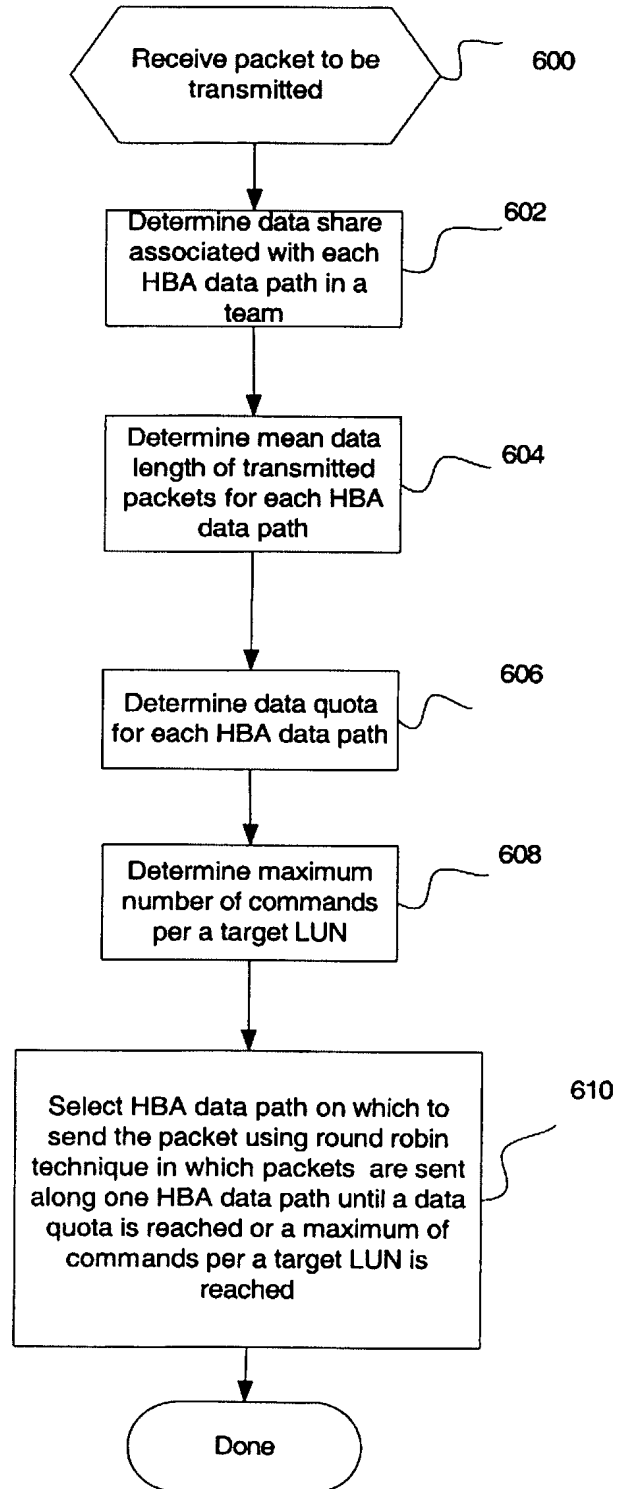 Receive packet to be
transmitted
600
Determine data share
associated with each
HBA data path in a
team
602
Determine mean data
length of transmitted
packets for each HBA
data path
604
Determine data quota
for each HBA data path
606
Determine maximum
number of commands
per a target LUN
608
Select HBA data path on which to
send the packet using round robin
technique in which packets are sent
along one HBA data path until a data
quota is reached or a maximum of
commands per a target LUN is
reached
610
Done